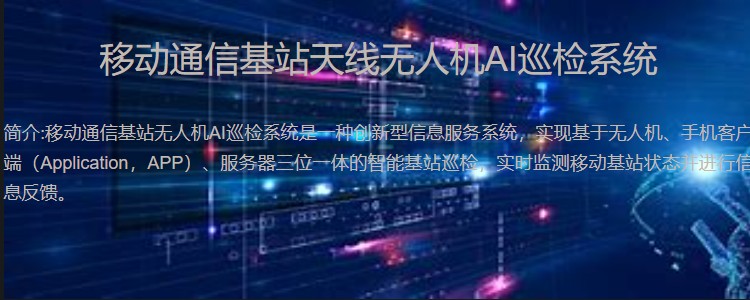 移动通信基站天线无人机AI巡检系统
简介:移动通信基站无人机AI巡检系统是一种创新型信息服务系统，实现基于无人机、手机客户
端（Application，APP）、服务器三位一体的智能基站巡检，实时监测移动基站状态并进行信
息反馈。